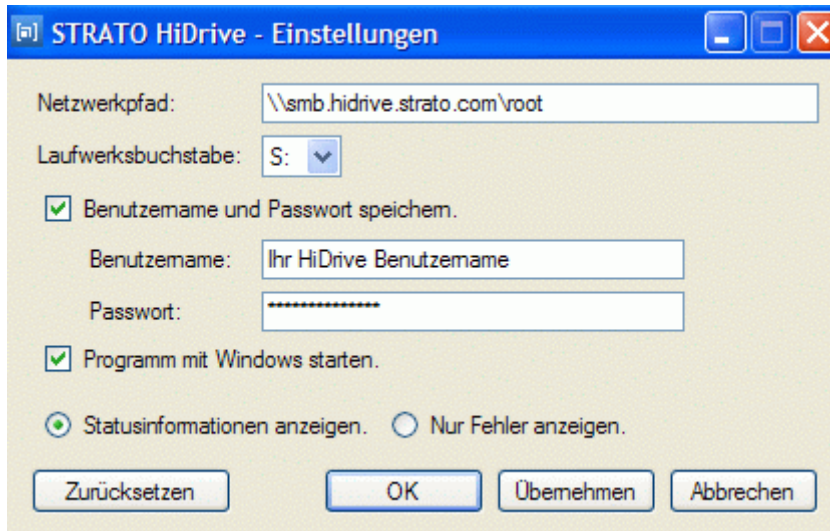 STRATO HiDrive - Einstellungen
Netzwerkpfad: \\smb.hidrive.strato.com\root
Laufwerksbuchstabe: S:
Benutzername und Passwort speichern.
Benutzername: Ihr HiDrive Benutzername
Passwort: **************
Programm mit Windows starten.
Statusinformationen anzeigen. Nur Fehler anzeigen.
Zurücksetzen OK Übernehmen Abbrechen